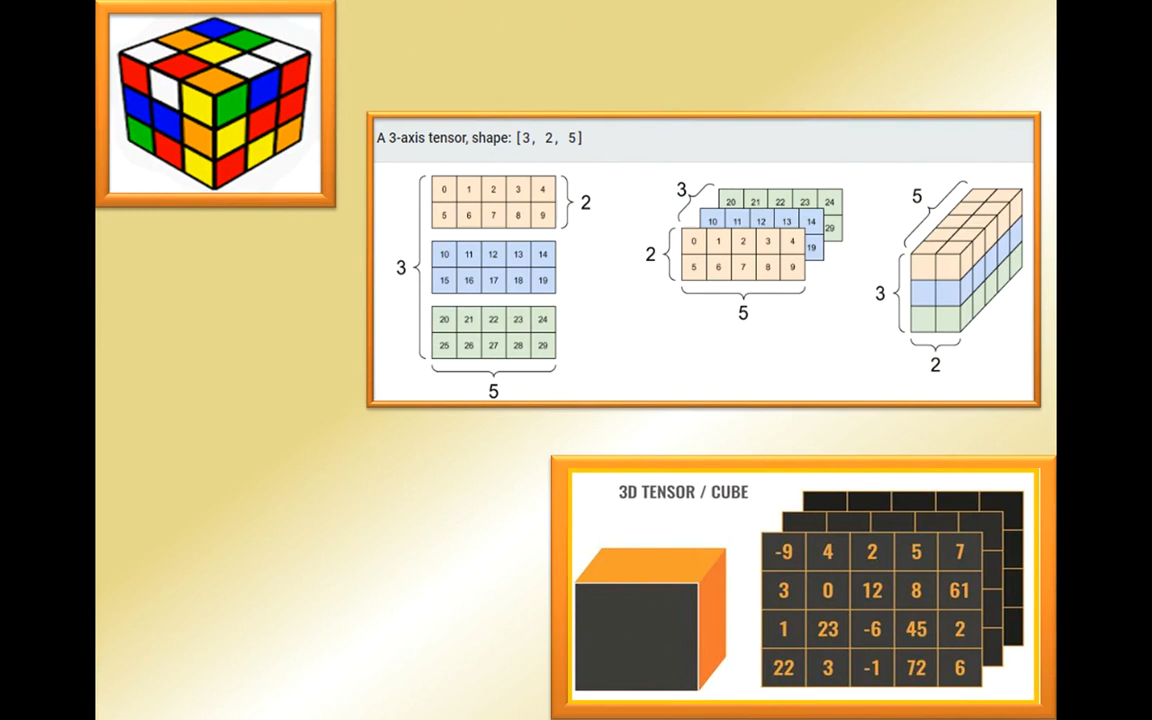 A 3-axis tensor, shape: [3, 2, 5]
0 1 2 3 4
5 6 7 8 9
2
10 11 12 13 14
15 16 17 18 19
3
20 21 22 23 24
25 26 27 28 29
5
3
20 21 22 23 24
10 11 12 13 14
29
0 1 2 3 4
19
2
5 6 7 8 9
5
5
3
2
3D TENSOR / CUBE
-9 4 2 5 7
3 0 12 8 61
1 23 -6 45 2
22 3 -1 72 6